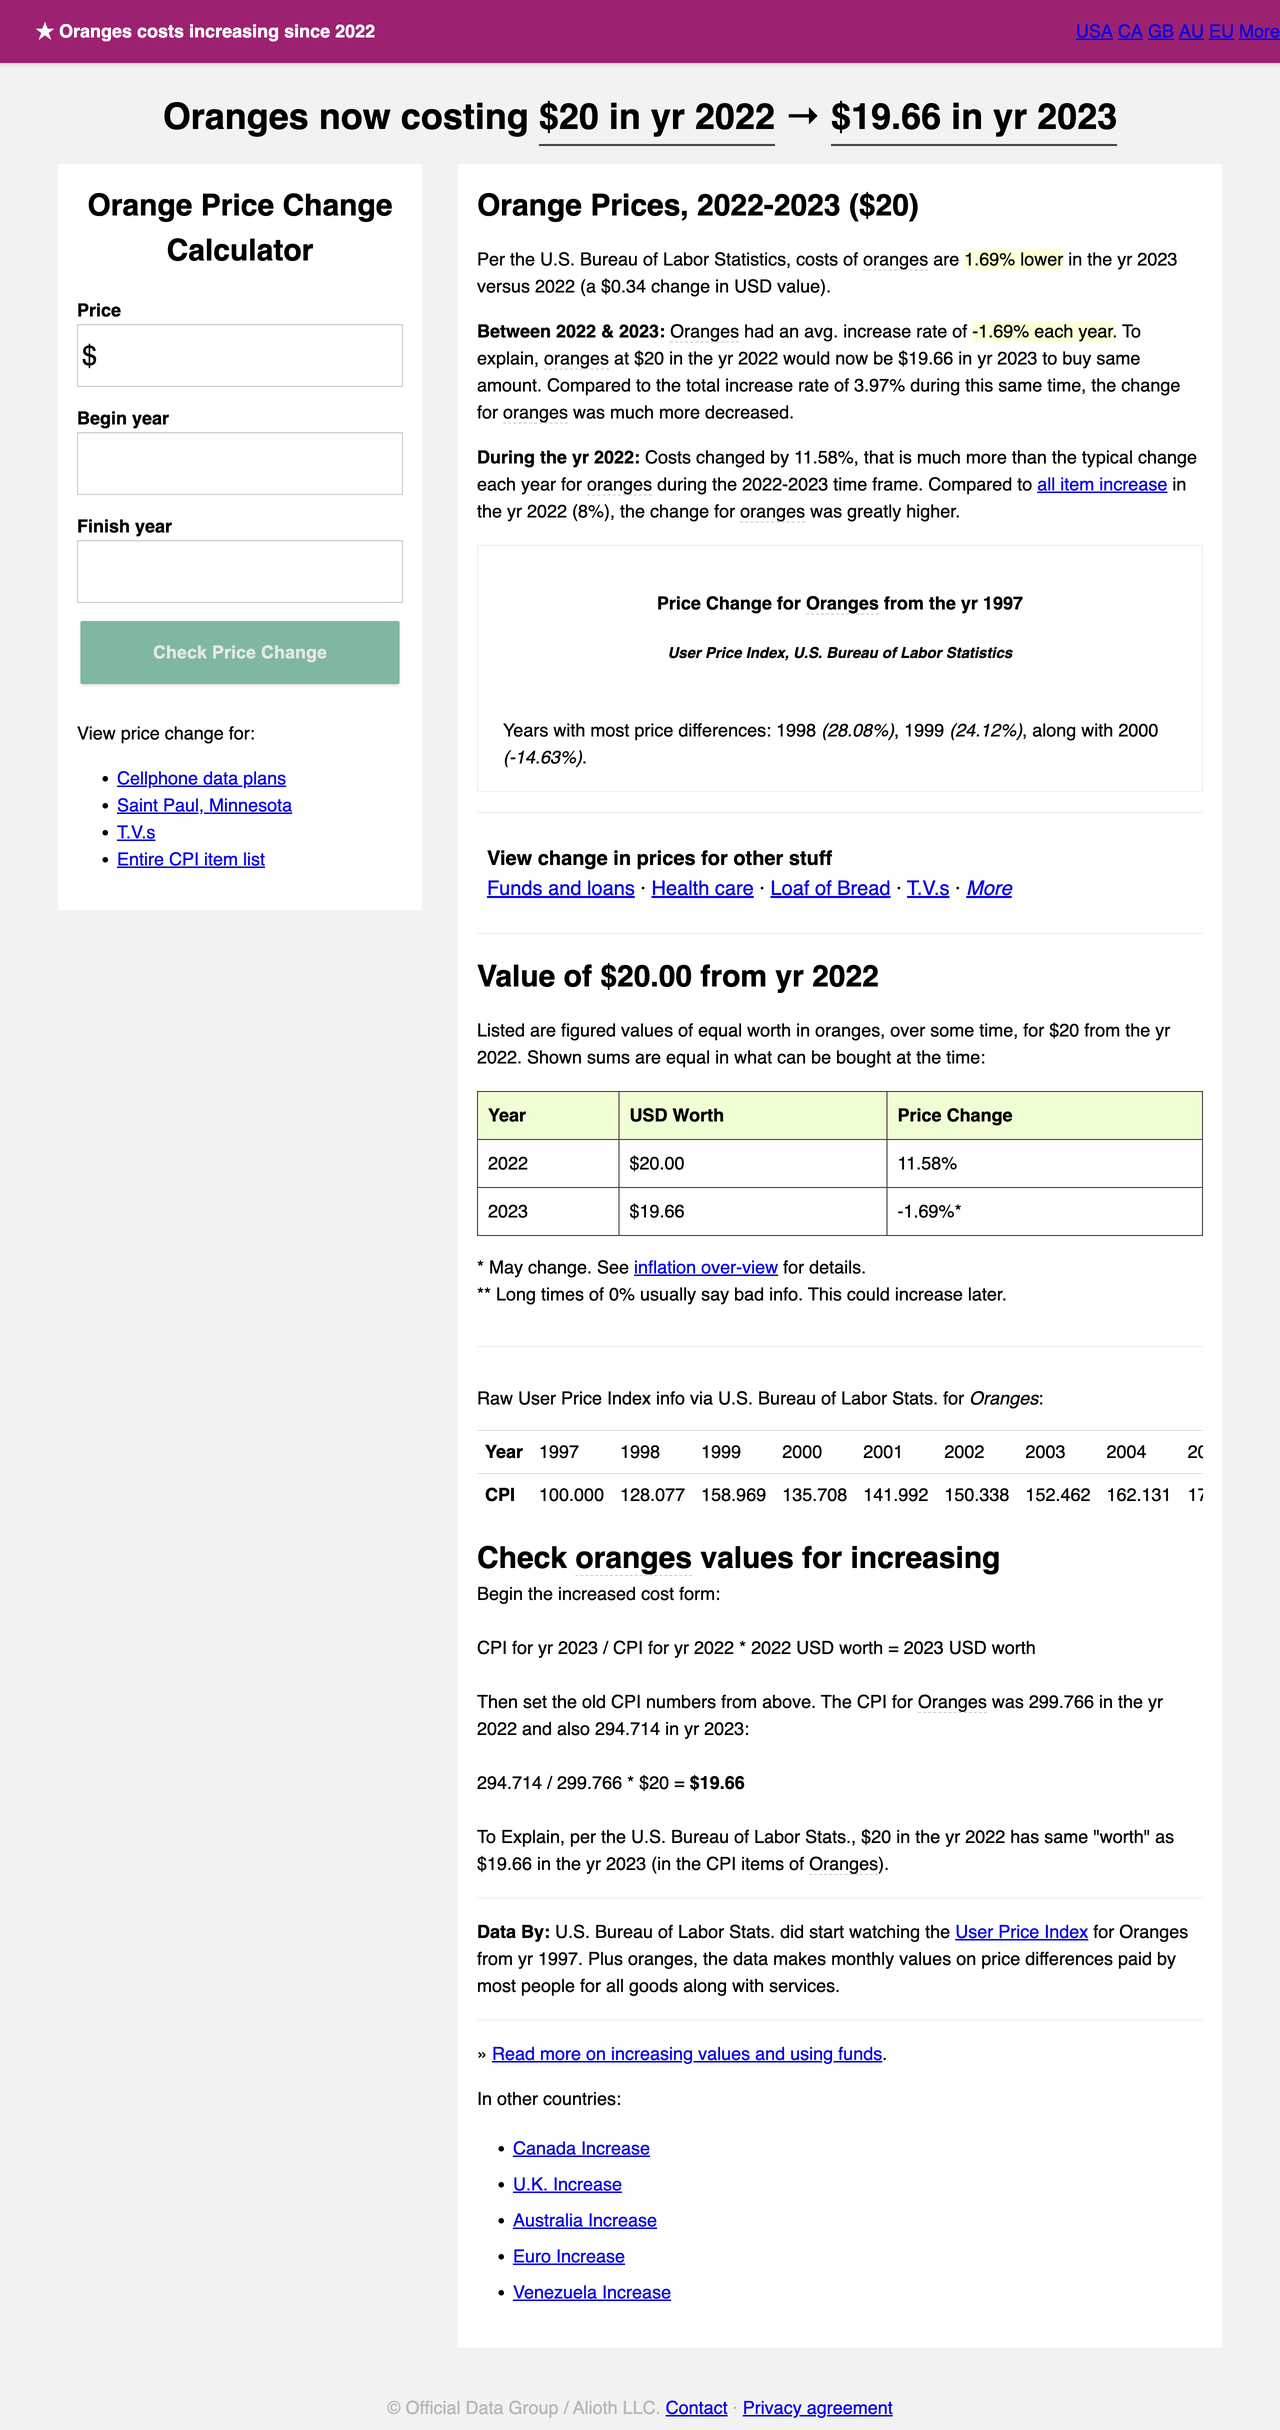 ★ Oranges costs increasing since 2022
USA CA GB AU EU More
Oranges now costing $20 in yr 2022 → $19.66 in yr 2023
Orange Price Change
Calculator
Price
$
Begin year
Finish year
Check Price Change
View price change for:
• Cellphone data plans
• Saint Paul, Minnesota
• T.V.s
• Entire CPI item list
Orange Prices, 2022-2023 ($20)
Per the U.S. Bureau of Labor Statistics, costs of oranges are 1.69% lower in the yr 2023
versus 2022 (a $0.34 change in USD value).
Between 2022 & 2023: Oranges had an avg. increase rate of -1.69% each year. To
explain, oranges at $20 in the yr 2022 would now be $19.66 in yr 2023 to buy same
amount. Compared to the total increase rate of 3.97% during this same time, the change
for oranges was much more decreased.
During the yr 2022: Costs changed by 11.58%, that is much more than the typical change
each year for oranges during the 2022-2023 time frame. Compared to all item increase in
the yr 2022 (8%), the change for oranges was greatly higher.
Price Change for Oranges from the yr 1997
User Price Index, U.S. Bureau of Labor Statistics
Years with most price differences: 1998 (28.08%), 1999 (24.12%), along with 2000
(-14.63%).
View change in prices for other stuff
Funds and loans · Health care · Loaf of Bread · T.V.s · More
Value of $20.00 from yr 2022
Listed are figured values of equal worth in oranges, over some time, for $20 from the yr
2022. Shown sums are equal in what can be bought at the time:
Year USD Worth Price Change
2022 $20.00 11.58%
2023 $19.66 -1.69%*
* May change. See inflation over-view for details.
** Long times of 0% usually say bad info. This could increase later.
Raw User Price Index info via U.S. Bureau of Labor Stats. for Oranges:
Year 1997 1998 1999 2000 2001 2002 2003 2004
CPI 100.000 128.077 158.969 135.708 141.992 150.338 152.462 162.131
Check oranges values for increasing
Begin the increased cost form:
CPI for yr 2023 / CPI for yr 2022 * 2022 USD worth = 2023 USD worth
Then set the old CPI numbers from above. The CPI for Oranges was 299.766 in the yr
2022 and also 294.714 in yr 2023:
294.714 / 299.766 * $20 = $19.66
To Explain, per the U.S. Bureau of Labor Stats., $20 in the yr 2022 has same "worth" as
$19.66 in the yr 2023 (in the CPI items of Oranges).
Data By: U.S. Bureau of Labor Stats. did start watching the User Price Index for Oranges
from yr 1997. Plus oranges, the data makes monthly values on price differences paid by
most people for all goods along with services.
» Read more on increasing values and using funds.
In other countries:
• Canada Increase
• U.K. Increase
• Australia Increase
• Euro Increase
• Venezuela Increase
© Official Data Group / Alioth LLC. Contact · Privacy agreement